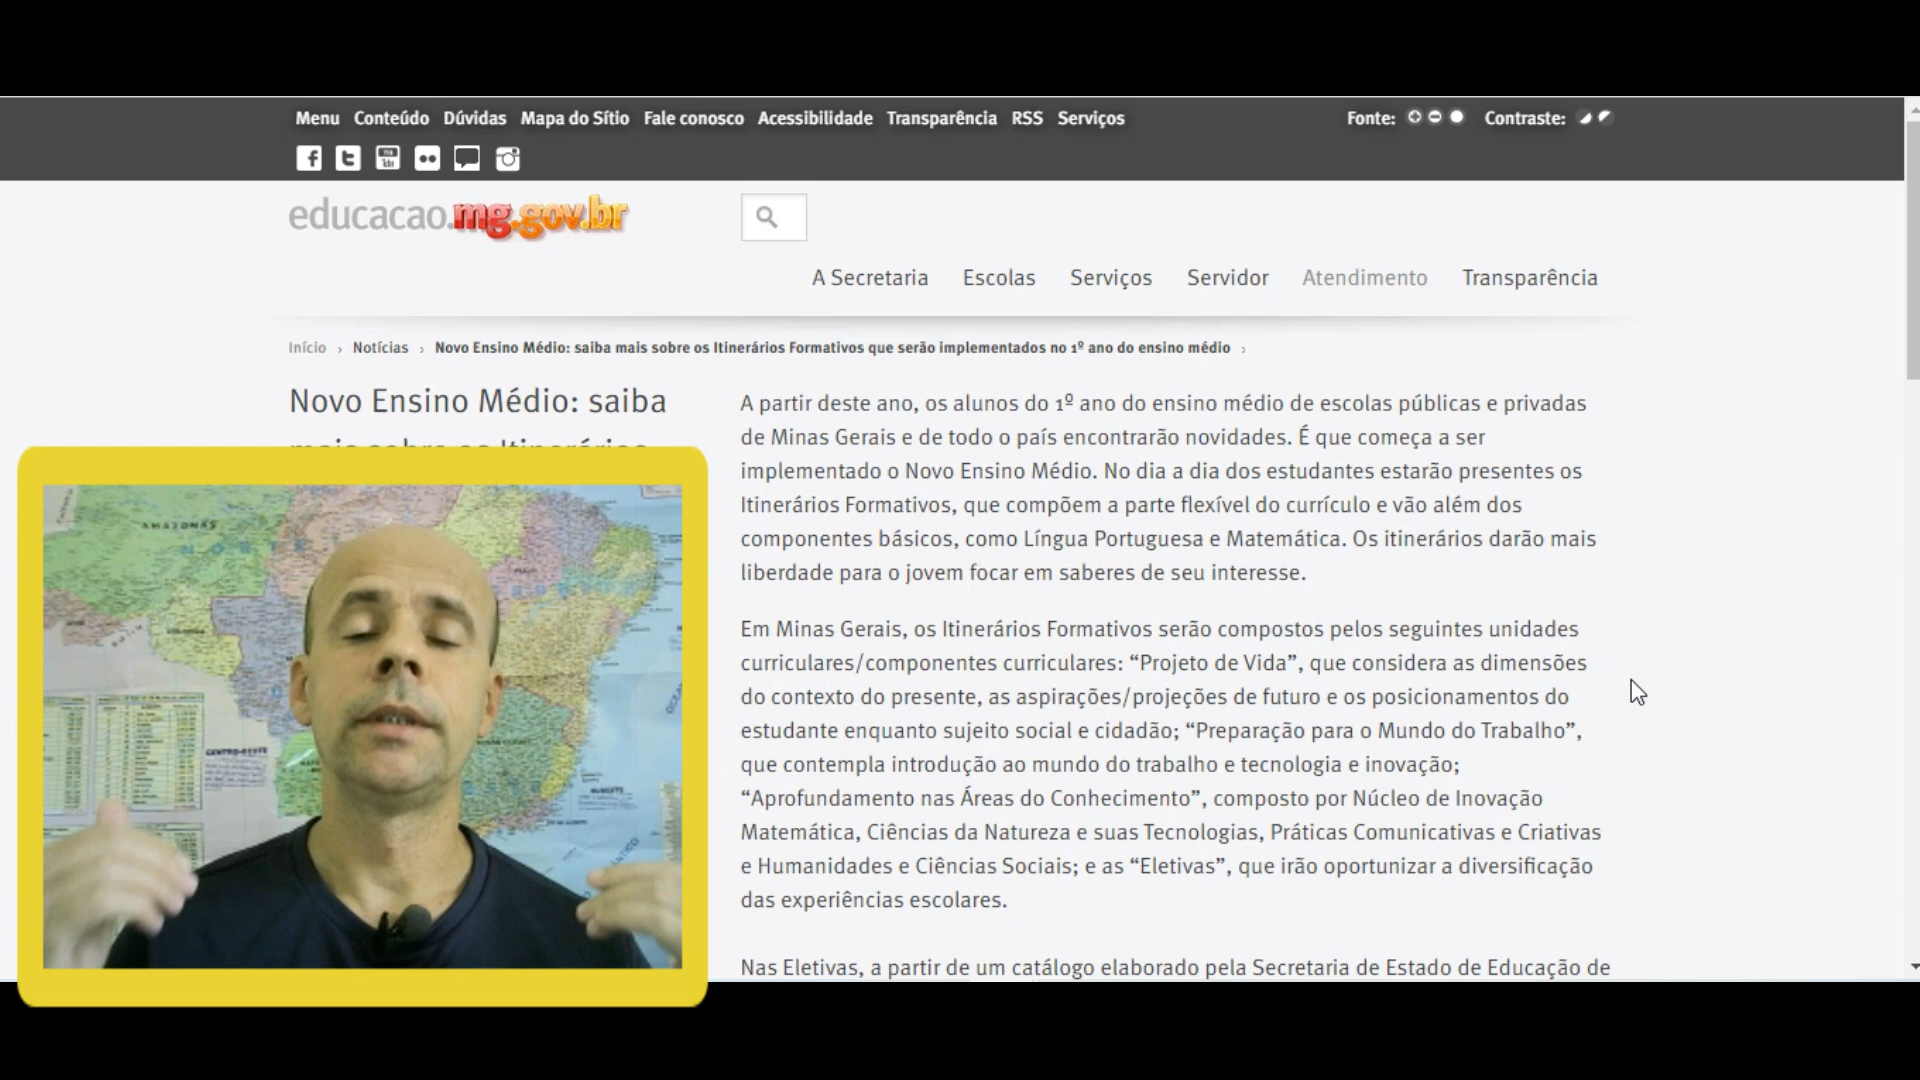 Menu Conteúdo Dúvidas Mapa do Sítio Fale conosco Acessibilidade Transparência RSS Serviços
Fonte: Contraste:
educacao.mg.gov.br
A Secretaria Escolas Serviços Servidor Atendimento Transparência
Início › Notícias › Novo Ensino Médio: saiba mais sobre os Itinerários Formativos que serão implementados no 1º ano do ensino médio ›
Novo Ensino Médio: saiba
mais sobre os Itinerários
A partir deste ano, os alunos do 1º ano do ensino médio de escolas públicas e privadas
de Minas Gerais e de todo o país encontrarão novidades. É que começa a ser
implementado o Novo Ensino Médio. No dia a dia dos estudantes estarão presentes os
Itinerários Formativos, que compõem a parte flexível do currículo e vão além dos
componentes básicos, como Língua Portuguesa e Matemática. Os itinerários darão mais
liberdade para o jovem focar em saberes de seu interesse.
Em Minas Gerais, os Itinerários Formativos serão compostos pelos seguintes unidades
curriculares/componentes curriculares: “Projeto de Vida”, que considera as dimensões
do contexto do presente, as aspirações/projeções de futuro e os posicionamentos do
estudante enquanto sujeito social e cidadão; “Preparação para o Mundo do Trabalho”,
que contempla introdução ao mundo do trabalho e tecnologia e inovação;
“Aprofundamento nas Áreas do Conhecimento”, composto por Núcleo de Inovação
Matemática, Ciências da Natureza e suas Tecnologias, Práticas Comunicativas e Criativas
e Humanidades e Ciências Sociais; e as “Eletivas”, que irão oportunizar a diversificação
das experiências escolares.
Nas Eletivas, a partir de um catálogo elaborado pela Secretaria de Estado de Educação de
AMAZONAS
CENTRO-OESTE